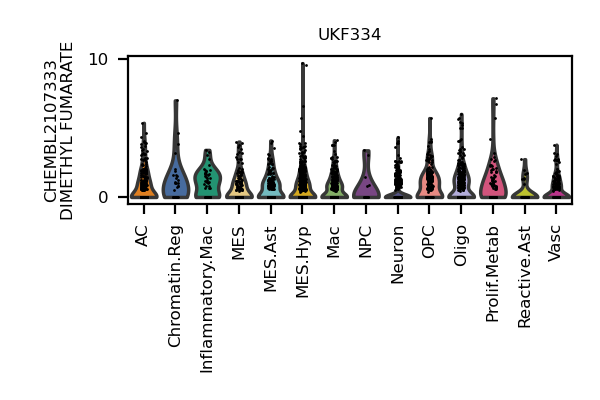 UKF334
CHEMBL2107333
DIMETHYL FUMARATE
10
0
AC
Chromatin.Reg
Inflammatory.Mac
MES
MES.Ast
MES.Hyp
Mac
NPC
Neuron
OPC
Oligo
Prolif.Metab
Reactive.Ast
Vasc